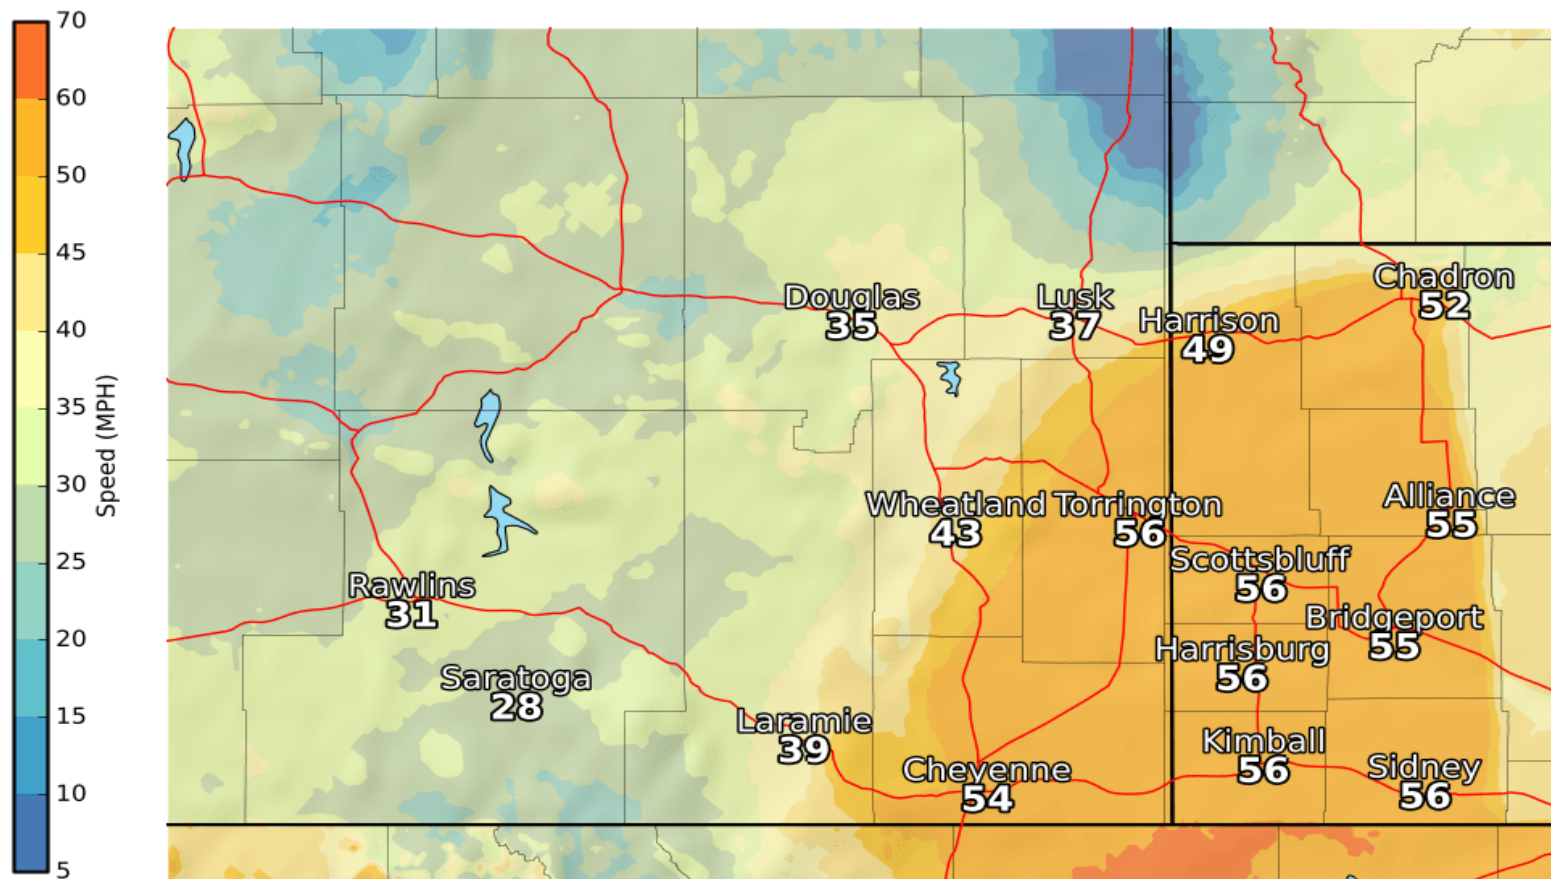 70
60
50
45
40
35
30
25
20
15
10
5
Speed (MPH)
Chadron
52
Douglas
35
Lusk
37
Harrison
49
Wheatland
43
Torrington
56
Alliance
55
Scottsbluff
56
Rawlins
31
Bridgeport
55
Harrisburg
56
Saratoga
28
Laramie
39
Kimball
56
Cheyenne
54
Sidney
56